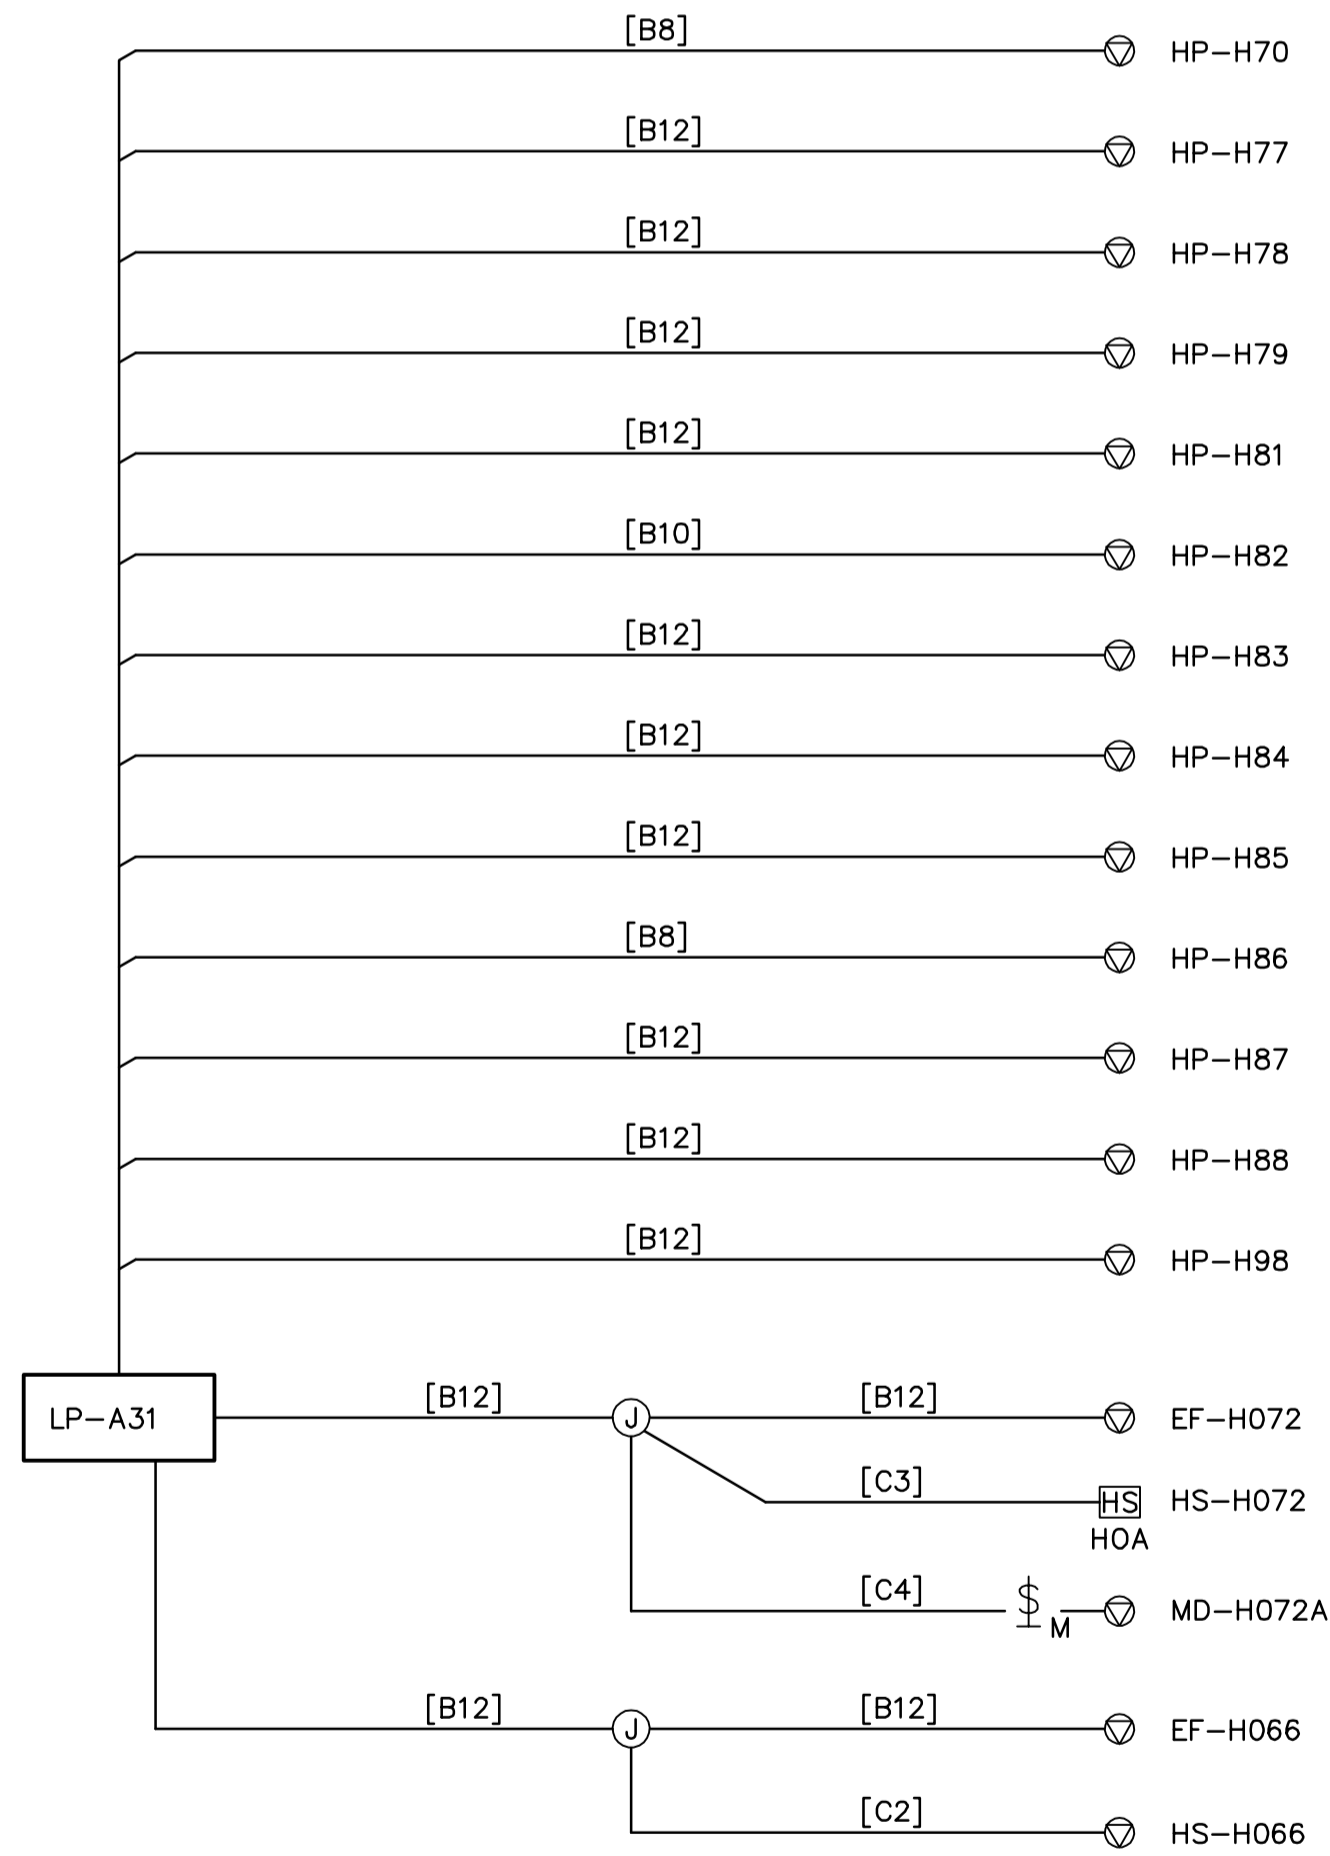 [B8]
HP-H70
[B12]
HP-H77
[B12]
HP-H78
[B12]
HP-H79
[B12]
HP-H81
[B10]
HP-H82
[B12]
HP-H83
[B12]
HP-H84
[B12]
HP-H85
[B8]
HP-H86
[B12]
HP-H87
[B12]
HP-H88
[B12]
HP-H98
LP-A31
[B12]
J
[B12]
EF-H072
[C3]
HS
HS-H072
HOA
[C4]
$
M
MD-H072A
[B12]
J
[B12]
EF-H066
[C2]
HS-H066